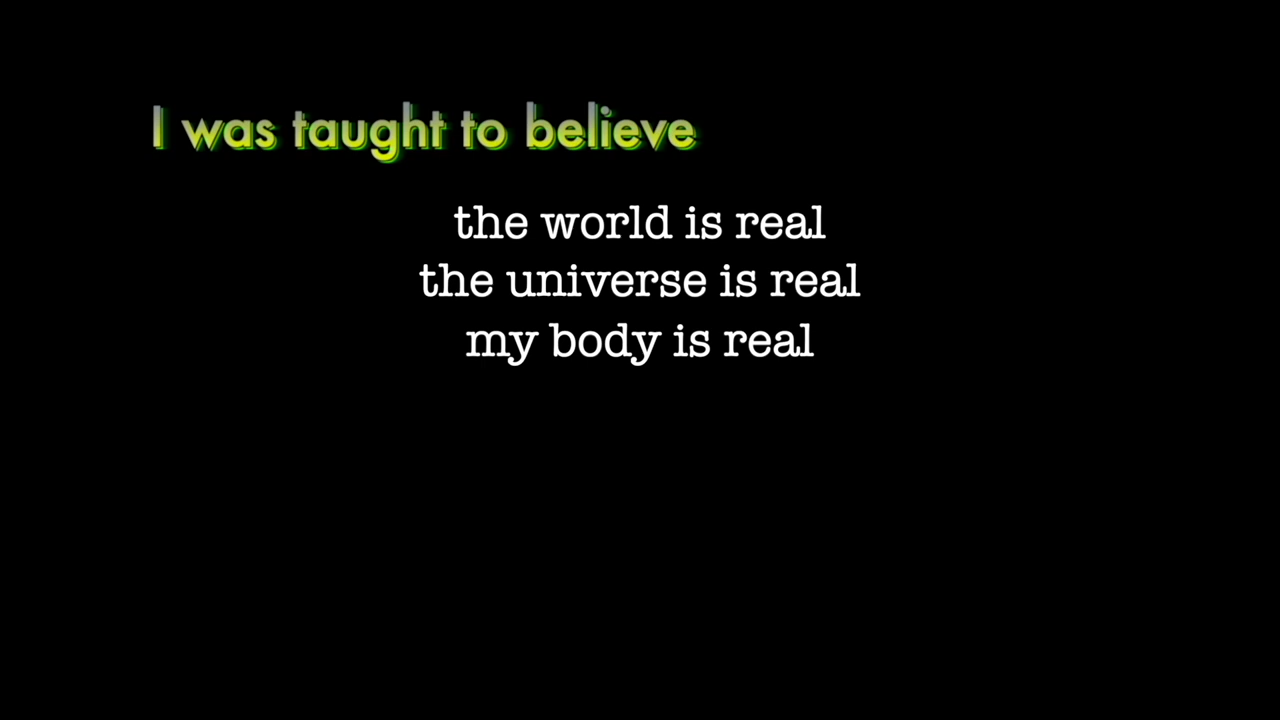 I was taught to believe
the world is real
the universe is real
my body is real